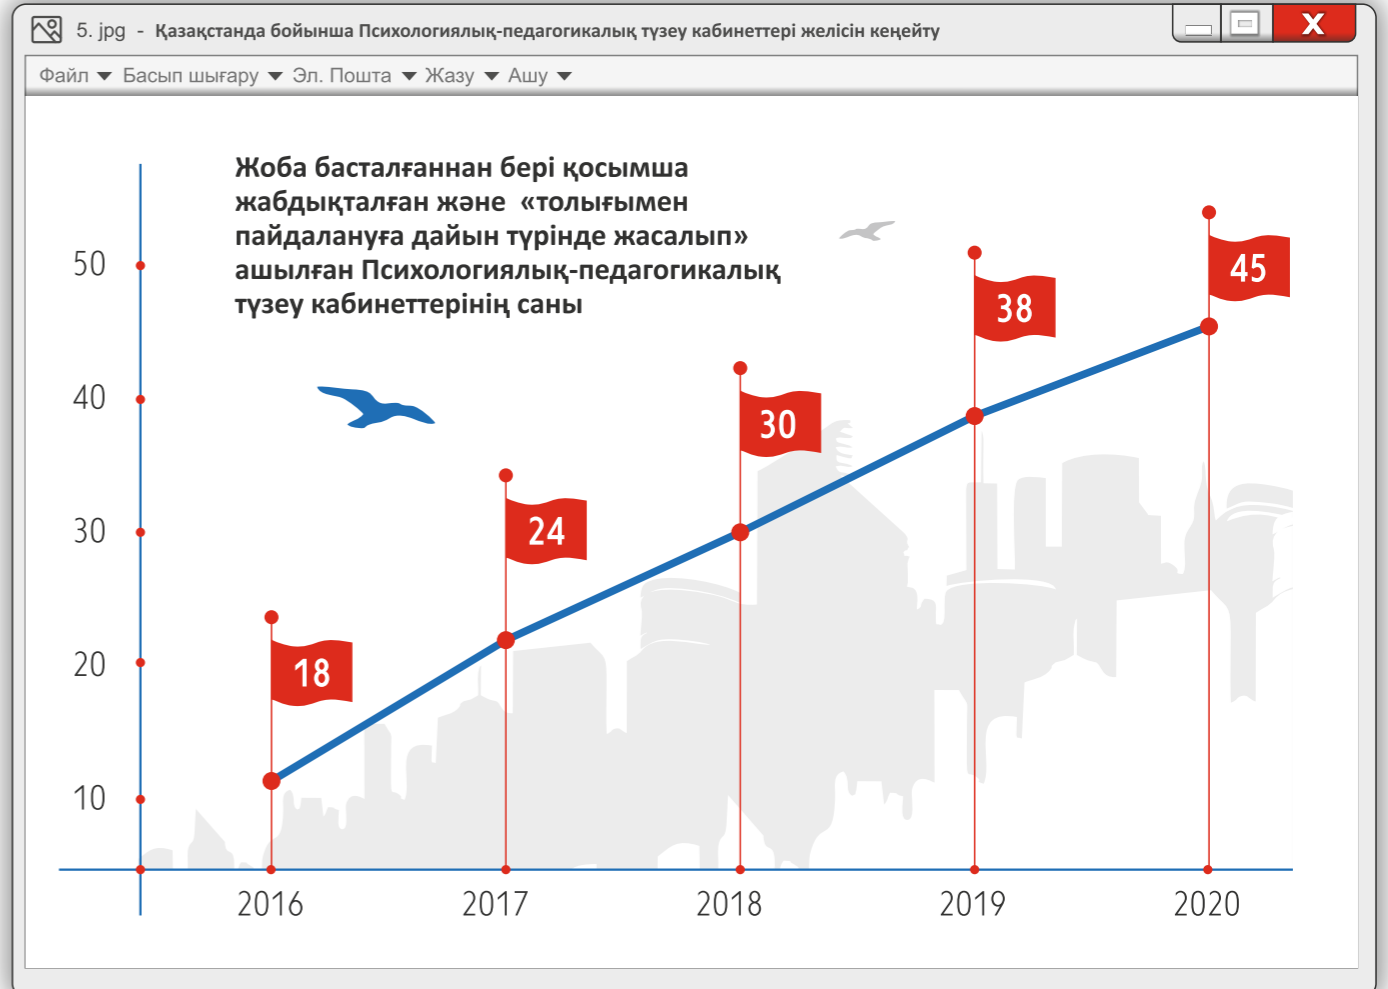 5. jpg - Қазақстанда бойынша Психологиялық-педагогикалық түзеу кабинеттері желісін кеңейту
X
Файл Басып шығару Эл. Пошта Жазу Ашу
Жоба басталғаннан бері қосымша
жабдықталған және «толығымен
пайдалануға дайын түрінде жасалып»
ашылған Психологиялық-педагогикалық
түзеу кабинеттерінің саны
50
40
30
20
10
18
24
30
38
45
2016 2017 2018 2019 2020